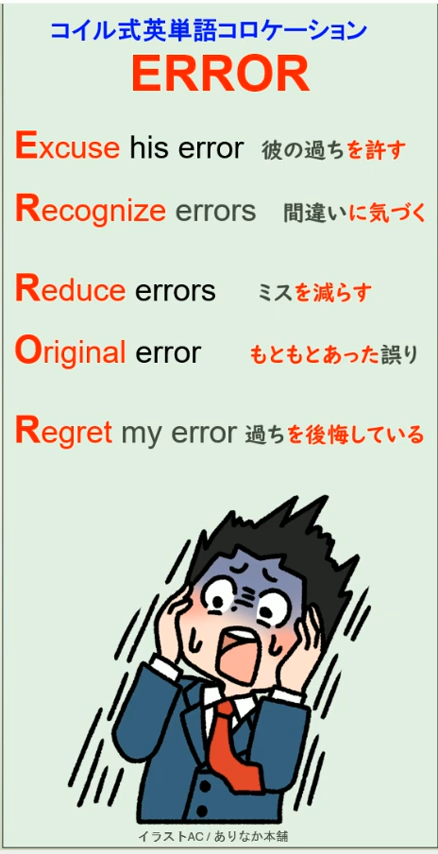 コイル式英単語コロケーション
ERROR
Excuse his error 彼の過ちを許す
Recognize errors 間違いに気づく
Reduce errors ミスを減らす
Original error もともとあった誤り
Regret my error 過ちを後悔している
イラストAC / ありなか本舗